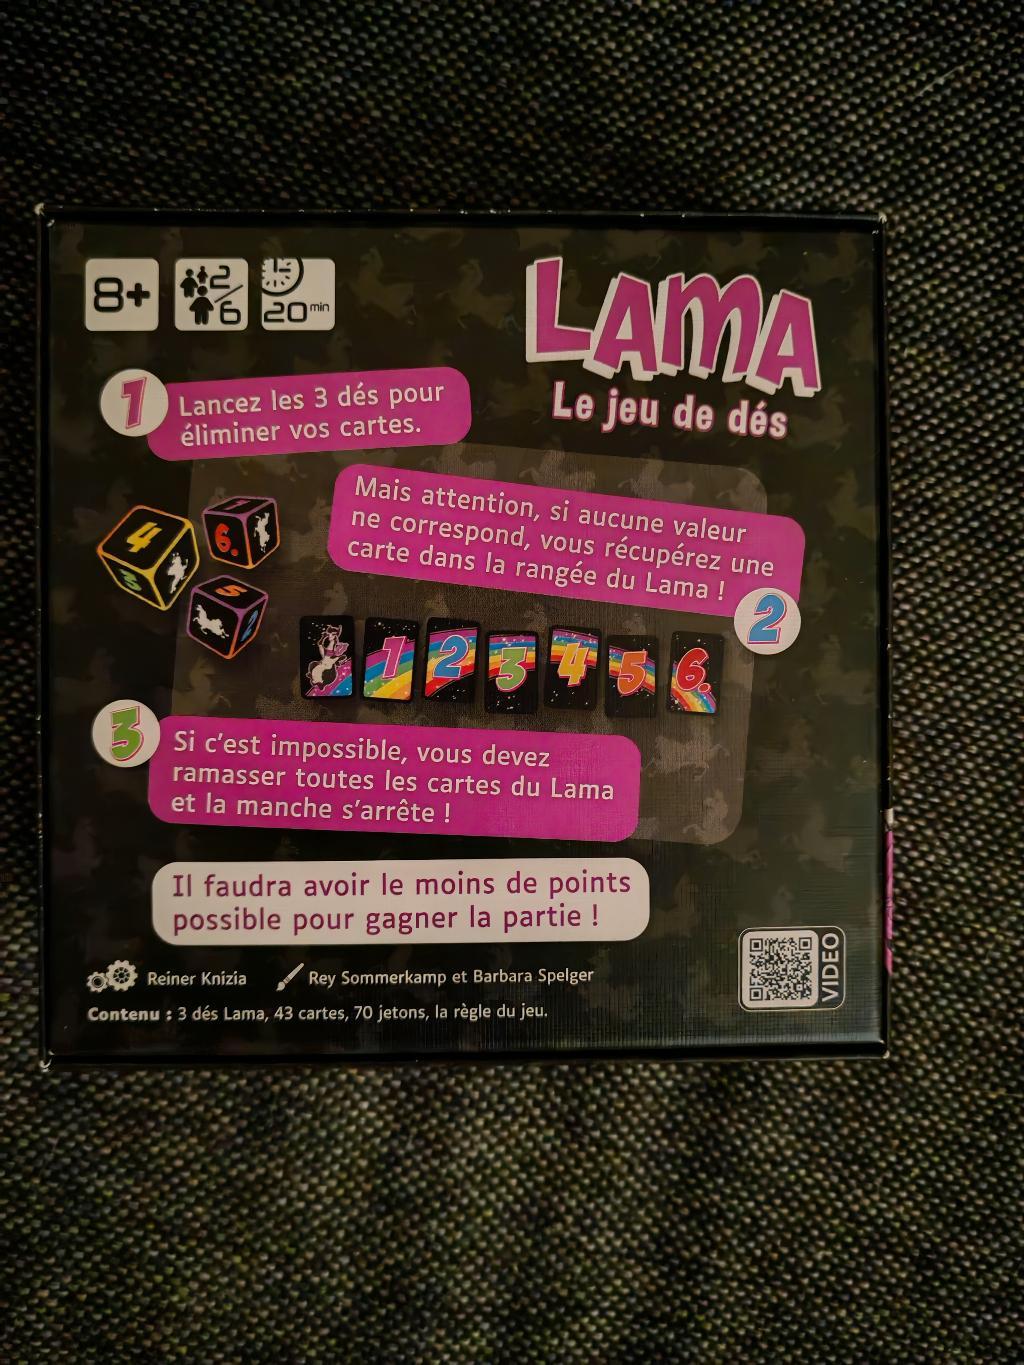 8+
2/6
20 min
LAMA
Le jeu de dés
1
Lancez les 3 dés pour
éliminer vos cartes.
Mais attention, si aucune valeur
ne correspond, vous récupérez une
carte dans la rangée du Lama !
2
4
3
6.
5
2
1 2 3 4 5 6.
3
Si c'est impossible, vous devez
ramasser toutes les cartes du Lama
et la manche s'arrête !
Il faudra avoir le moins de points
possible pour gagner la partie !
Reiner Knizia Rey Sommerkamp et Barbara Spelger
Contenu : 3 dés Lama, 43 cartes, 70 jetons, la règle du jeu.
VIDEO